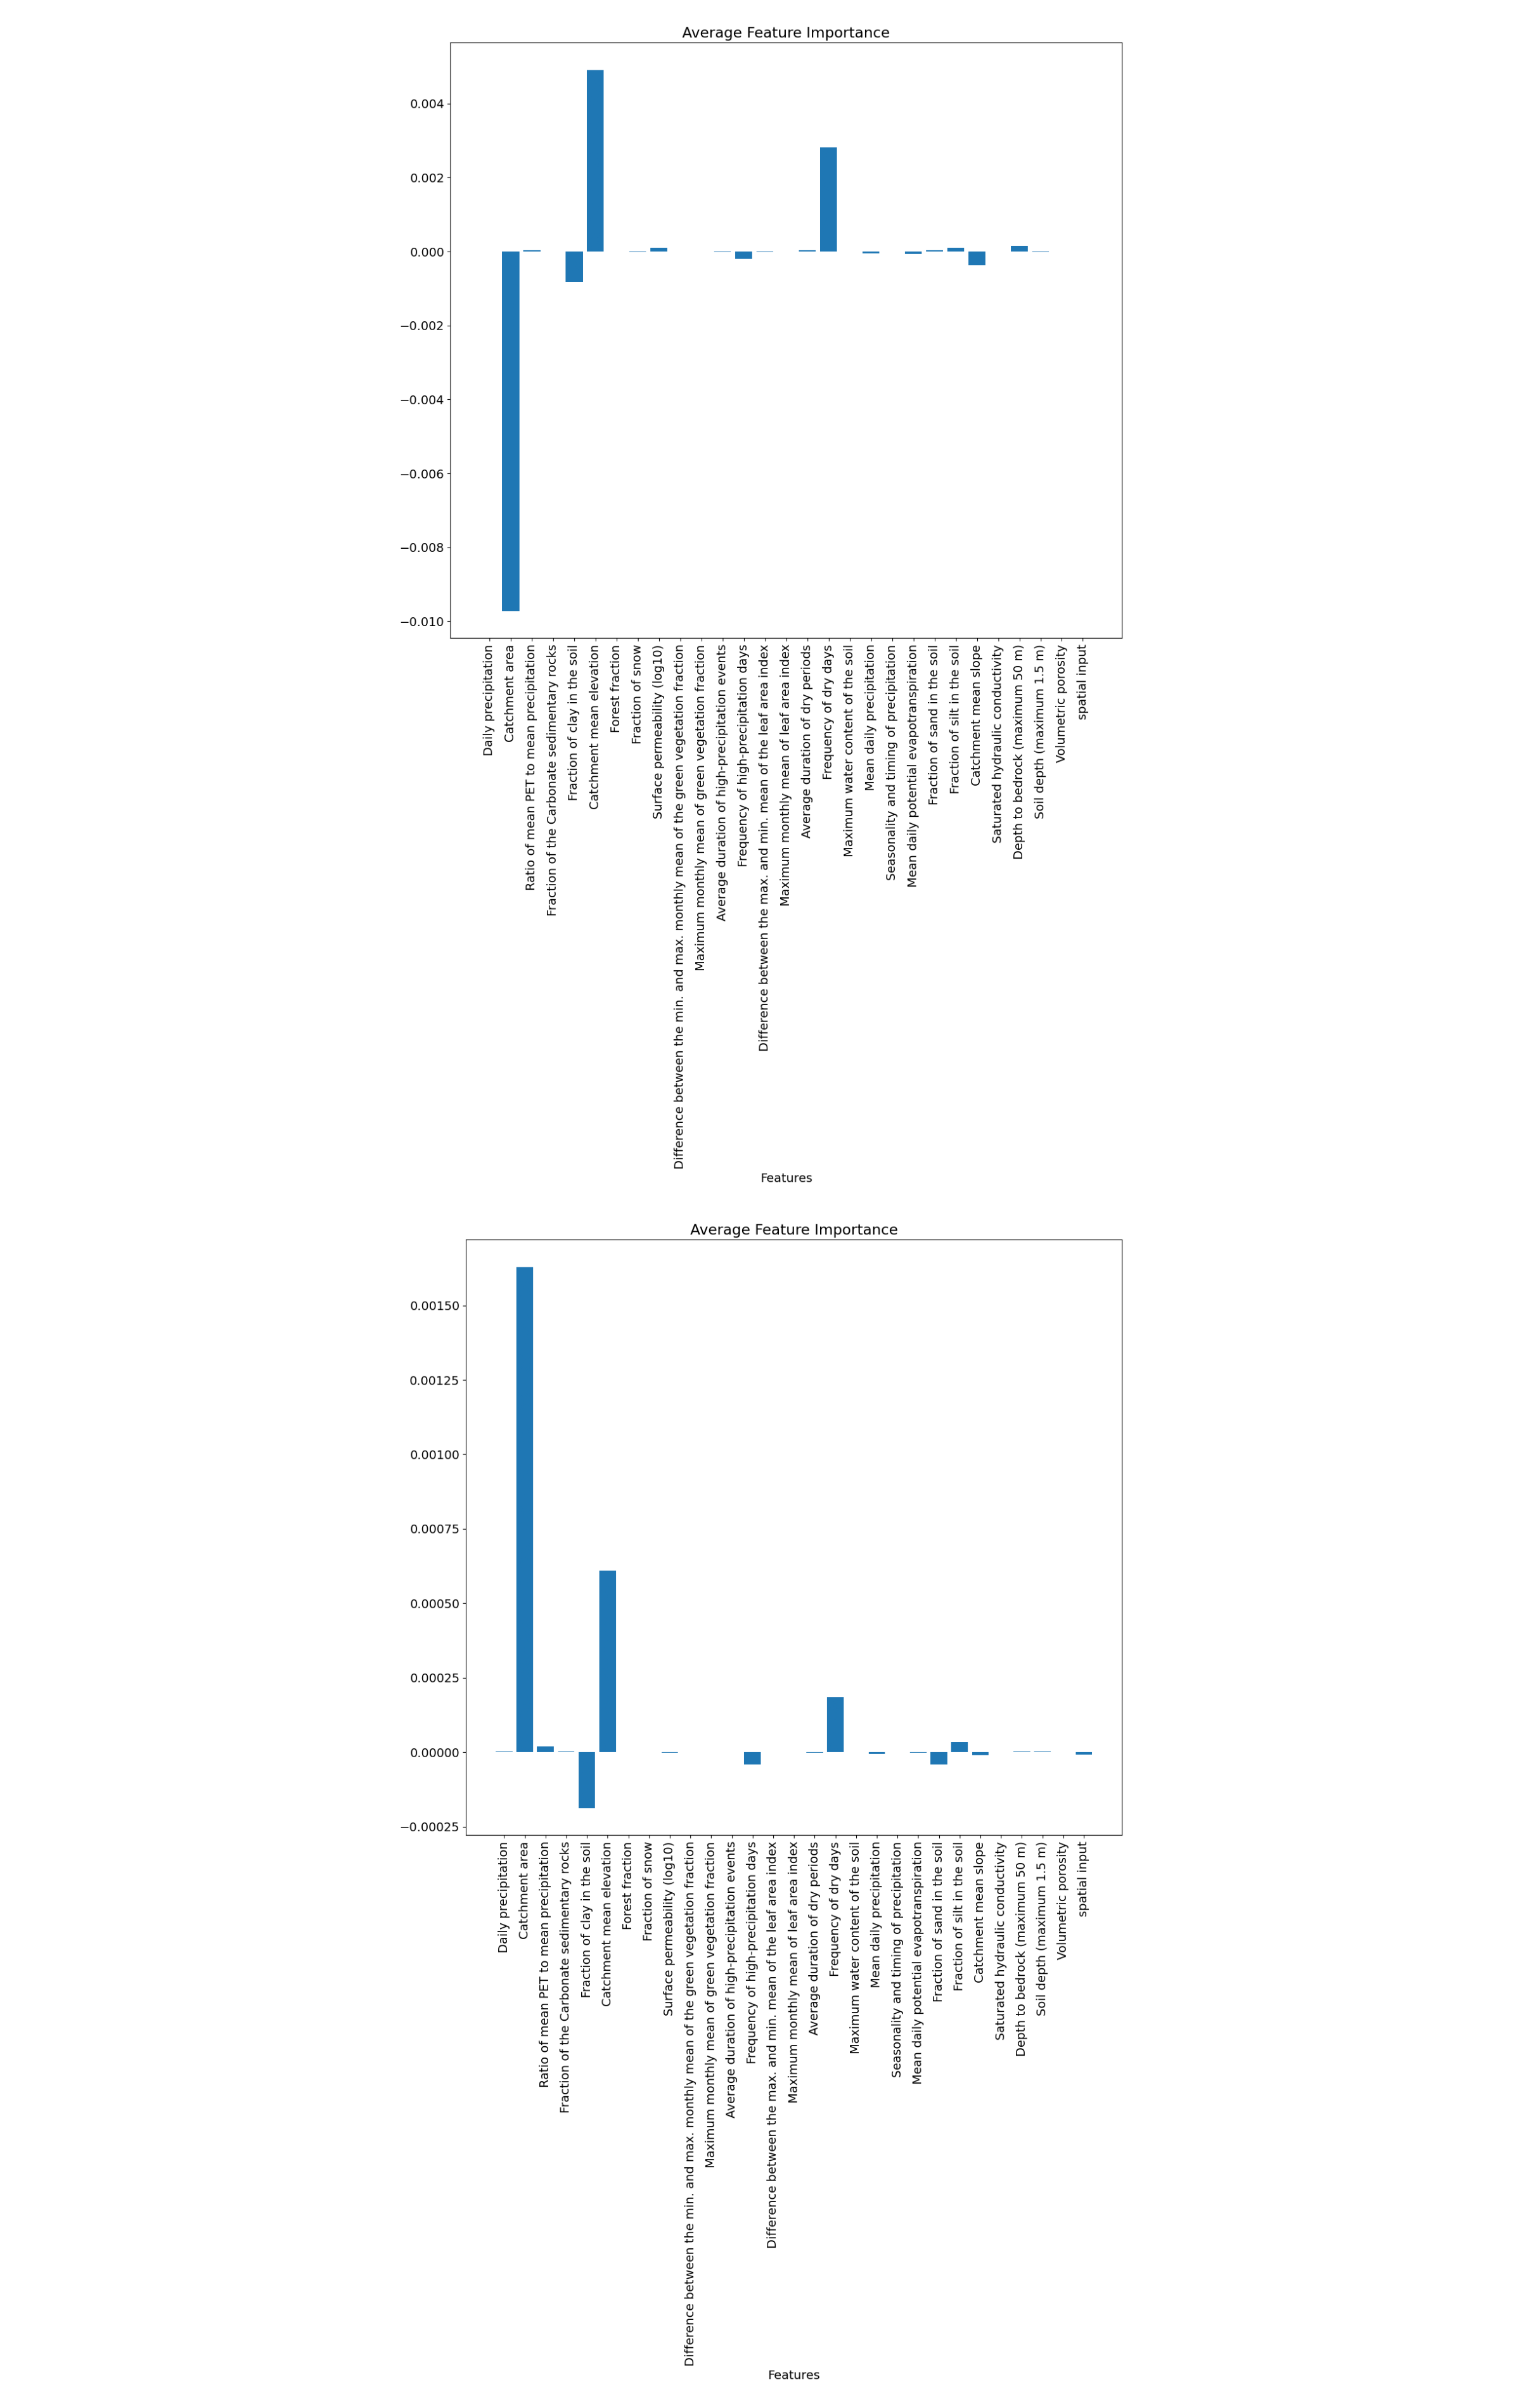 Average Feature Importance
0.004
0.002
0.000
−0.002
−0.004
−0.006
−0.008
−0.010
Daily precipitation
Catchment area
Ratio of mean PET to mean precipitation
Fraction of the Carbonate sedimentary rocks
Fraction of clay in the soil
Catchment mean elevation
Forest fraction
Fraction of snow
Surface permeability (log10)
Difference between the min. and max. monthly mean of the green vegetation fraction
Maximum monthly mean of green vegetation fraction
Average duration of high-precipitation events
Frequency of high-precipitation days
Difference between the max. and min. mean of the leaf area index
Maximum monthly mean of leaf area index
Average duration of dry periods
Frequency of dry days
Maximum water content of the soil
Mean daily precipitation
Seasonality and timing of precipitation
Mean daily potential evapotranspiration
Fraction of sand in the soil
Fraction of silt in the soil
Catchment mean slope
Saturated hydraulic conductivity
Depth to bedrock (maximum 50 m)
Soil depth (maximum 1.5 m)
Volumetric porosity
spatial input
Features
Average Feature Importance
0.00150
0.00125
0.00100
0.00075
0.00050
0.00025
0.00000
−0.00025
Daily precipitation
Catchment area
Ratio of mean PET to mean precipitation
Fraction of the Carbonate sedimentary rocks
Fraction of clay in the soil
Catchment mean elevation
Forest fraction
Fraction of snow
Surface permeability (log10)
Difference between the min. and max. monthly mean of the green vegetation fraction
Maximum monthly mean of green vegetation fraction
Average duration of high-precipitation events
Frequency of high-precipitation days
Difference between the max. and min. mean of the leaf area index
Maximum monthly mean of leaf area index
Average duration of dry periods
Frequency of dry days
Maximum water content of the soil
Mean daily precipitation
Seasonality and timing of precipitation
Mean daily potential evapotranspiration
Fraction of sand in the soil
Fraction of silt in the soil
Catchment mean slope
Saturated hydraulic conductivity
Depth to bedrock (maximum 50 m)
Soil depth (maximum 1.5 m)
Volumetric porosity
spatial input
Features